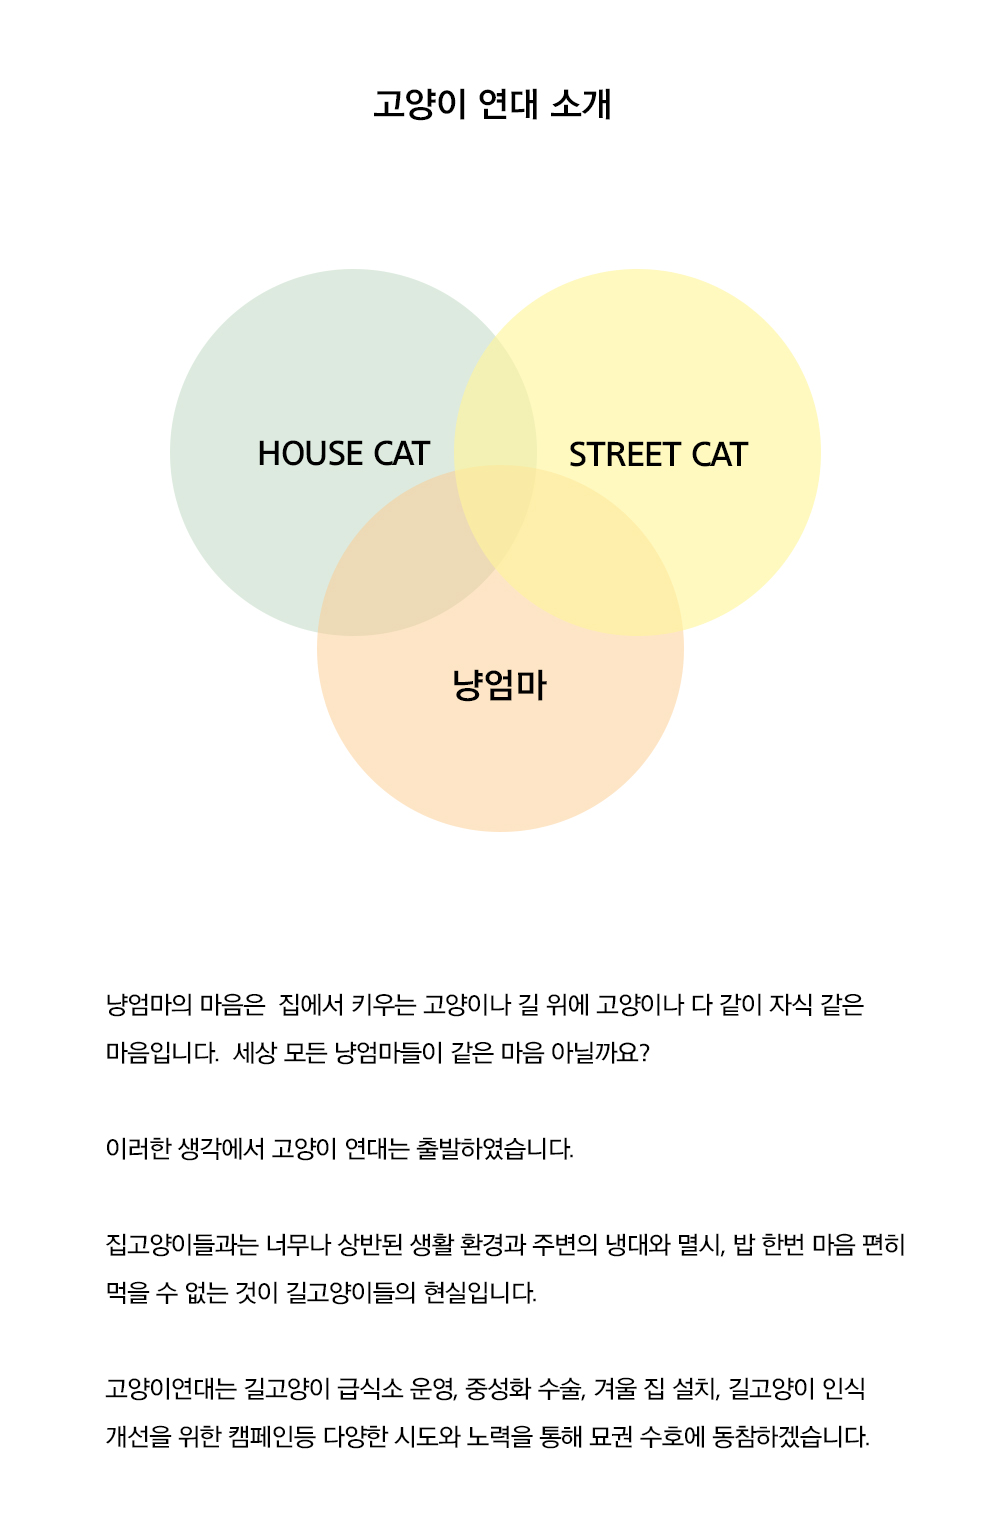 고양이 연대 소개
HOUSE CAT
STREET CAT
냥엄마
냥엄마의 마음은  집에서 키우는 고양이나 길 위에 고양이나 다 같이 자식 같은
마음입니다.  세상 모든 냥엄마들이 같은 마음 아닐까요?
이러한 생각에서 고양이 연대는 출발하였습니다.
집고양이들과는 너무나 상반된 생활 환경과 주변의 냉대와 멸시, 밥 한번 마음 편히
먹을 수 없는 것이 길고양이들의 현실입니다.
고양이연대는 길고양이 급식소 운영, 중성화 수술, 겨울 집 설치, 길고양이 인식
개선을 위한 캠페인등 다양한 시도와 노력을 통해 묘권 수호에 동참하겠습니다.